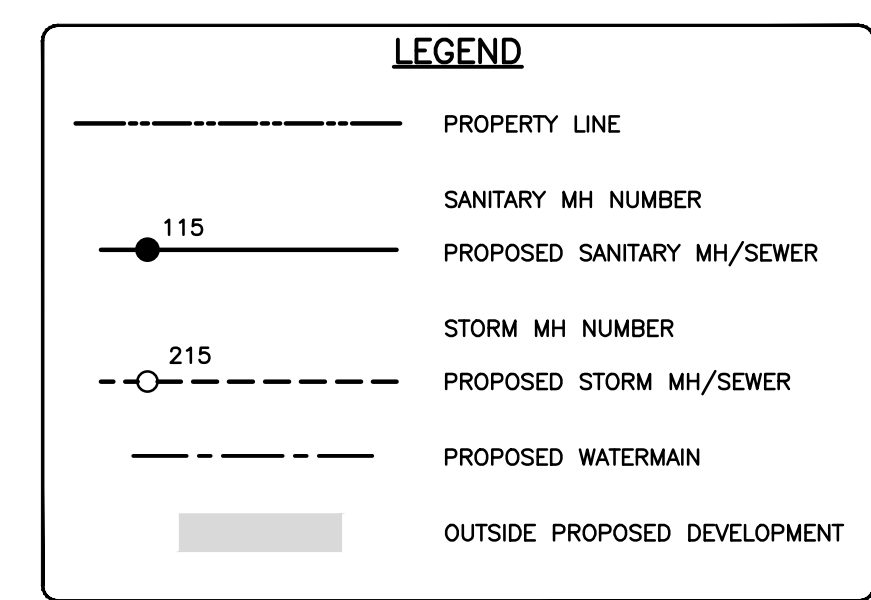 LEGEND
PROPERTY LINE
SANITARY MH NUMBER
115
PROPOSED SANITARY MH/SEWER
STORM MH NUMBER
215
PROPOSED STORM MH/SEWER
PROPOSED WATERMAIN
OUTSIDE PROPOSED DEVELOPMENT